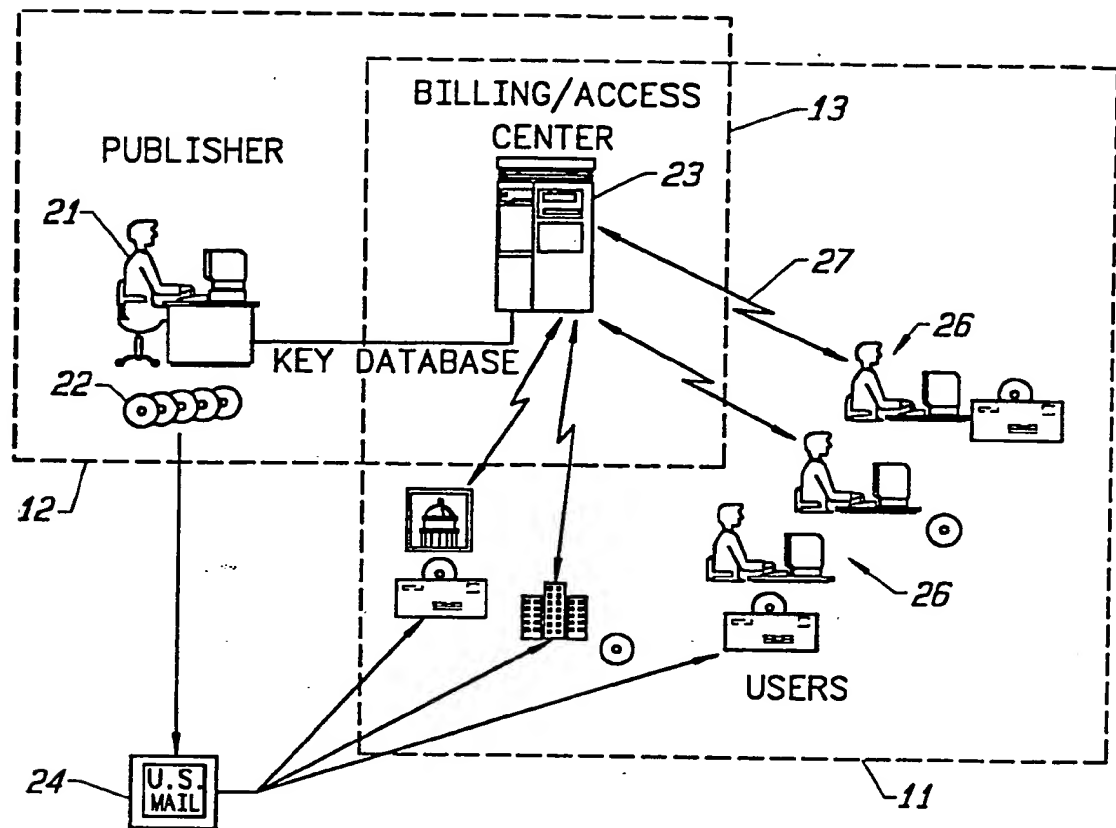 BILLING/ACCESS
CENTER
13
PUBLISHER
23
21
27
26
KEY DATABASE
22
12
26
USERS
24
U.S.
MAIL
11